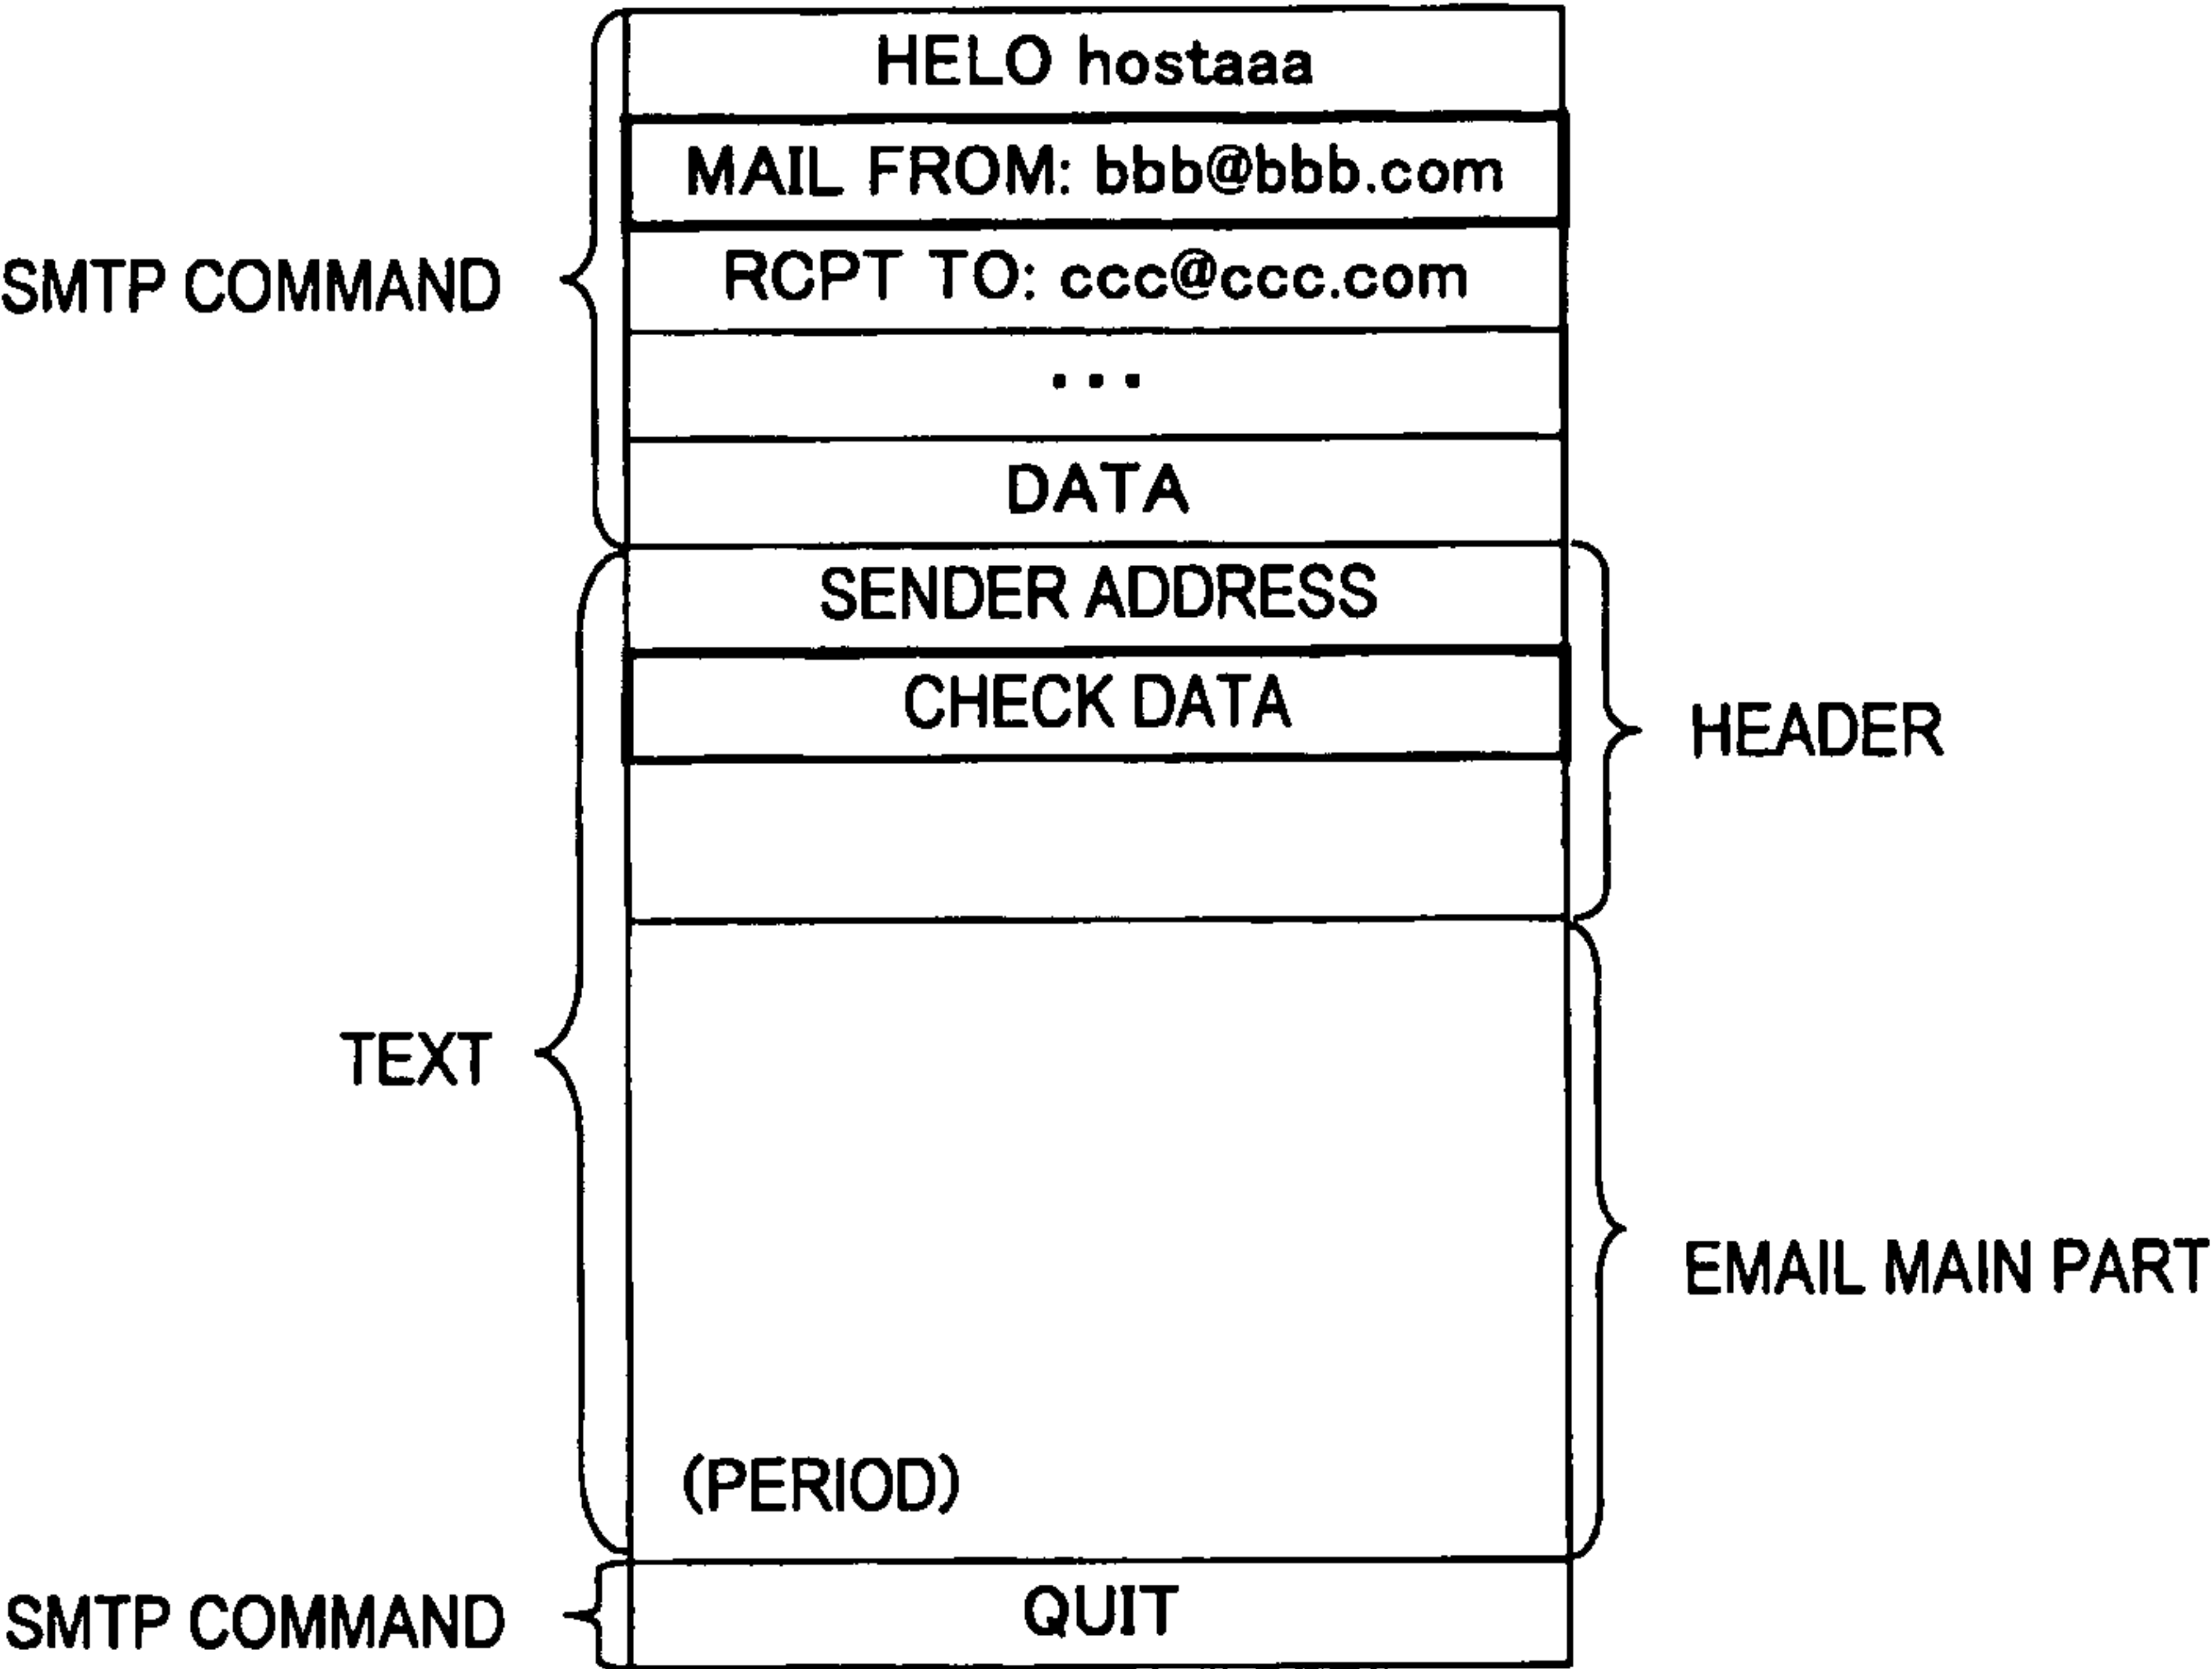 HELO hostaaa
MAIL FROM: bbb@bbb.com
SMTP COMMAND
RCPT TO: ccc@ccc.com
...
DATA
SENDER ADDRESS
CHECK DATA
HEADER
TEXT
EMAIL MAIN PART
(PERIOD)
SMTP COMMAND
QUIT